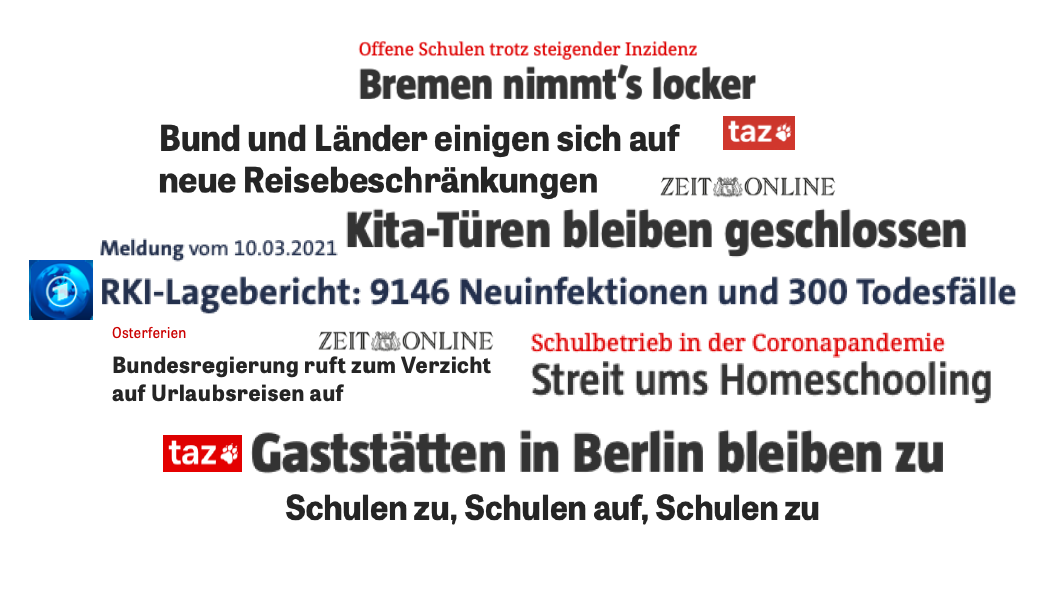 Offene Schulen trotz steigender Inzidenz
Bremen nimmt's locker
Bund und Länder einigen sich auf
neue Reisebeschränkungen
taz
ZEIT ONLINE
Kita-Türen bleiben geschlossen
Meldung vom 10.03.2021
1
RKI-Lagebericht: 9146 Neuinfektionen und 300 Todesfälle
Osterferien
ZEIT ONLINE
Bundesregierung ruft zum Verzicht
auf Urlaubsreisen auf
Schulbetrieb in der Coronapandemie
Streit ums Homeschooling
taz
Gaststätten in Berlin bleiben zu
Schulen zu, Schulen auf, Schulen zu